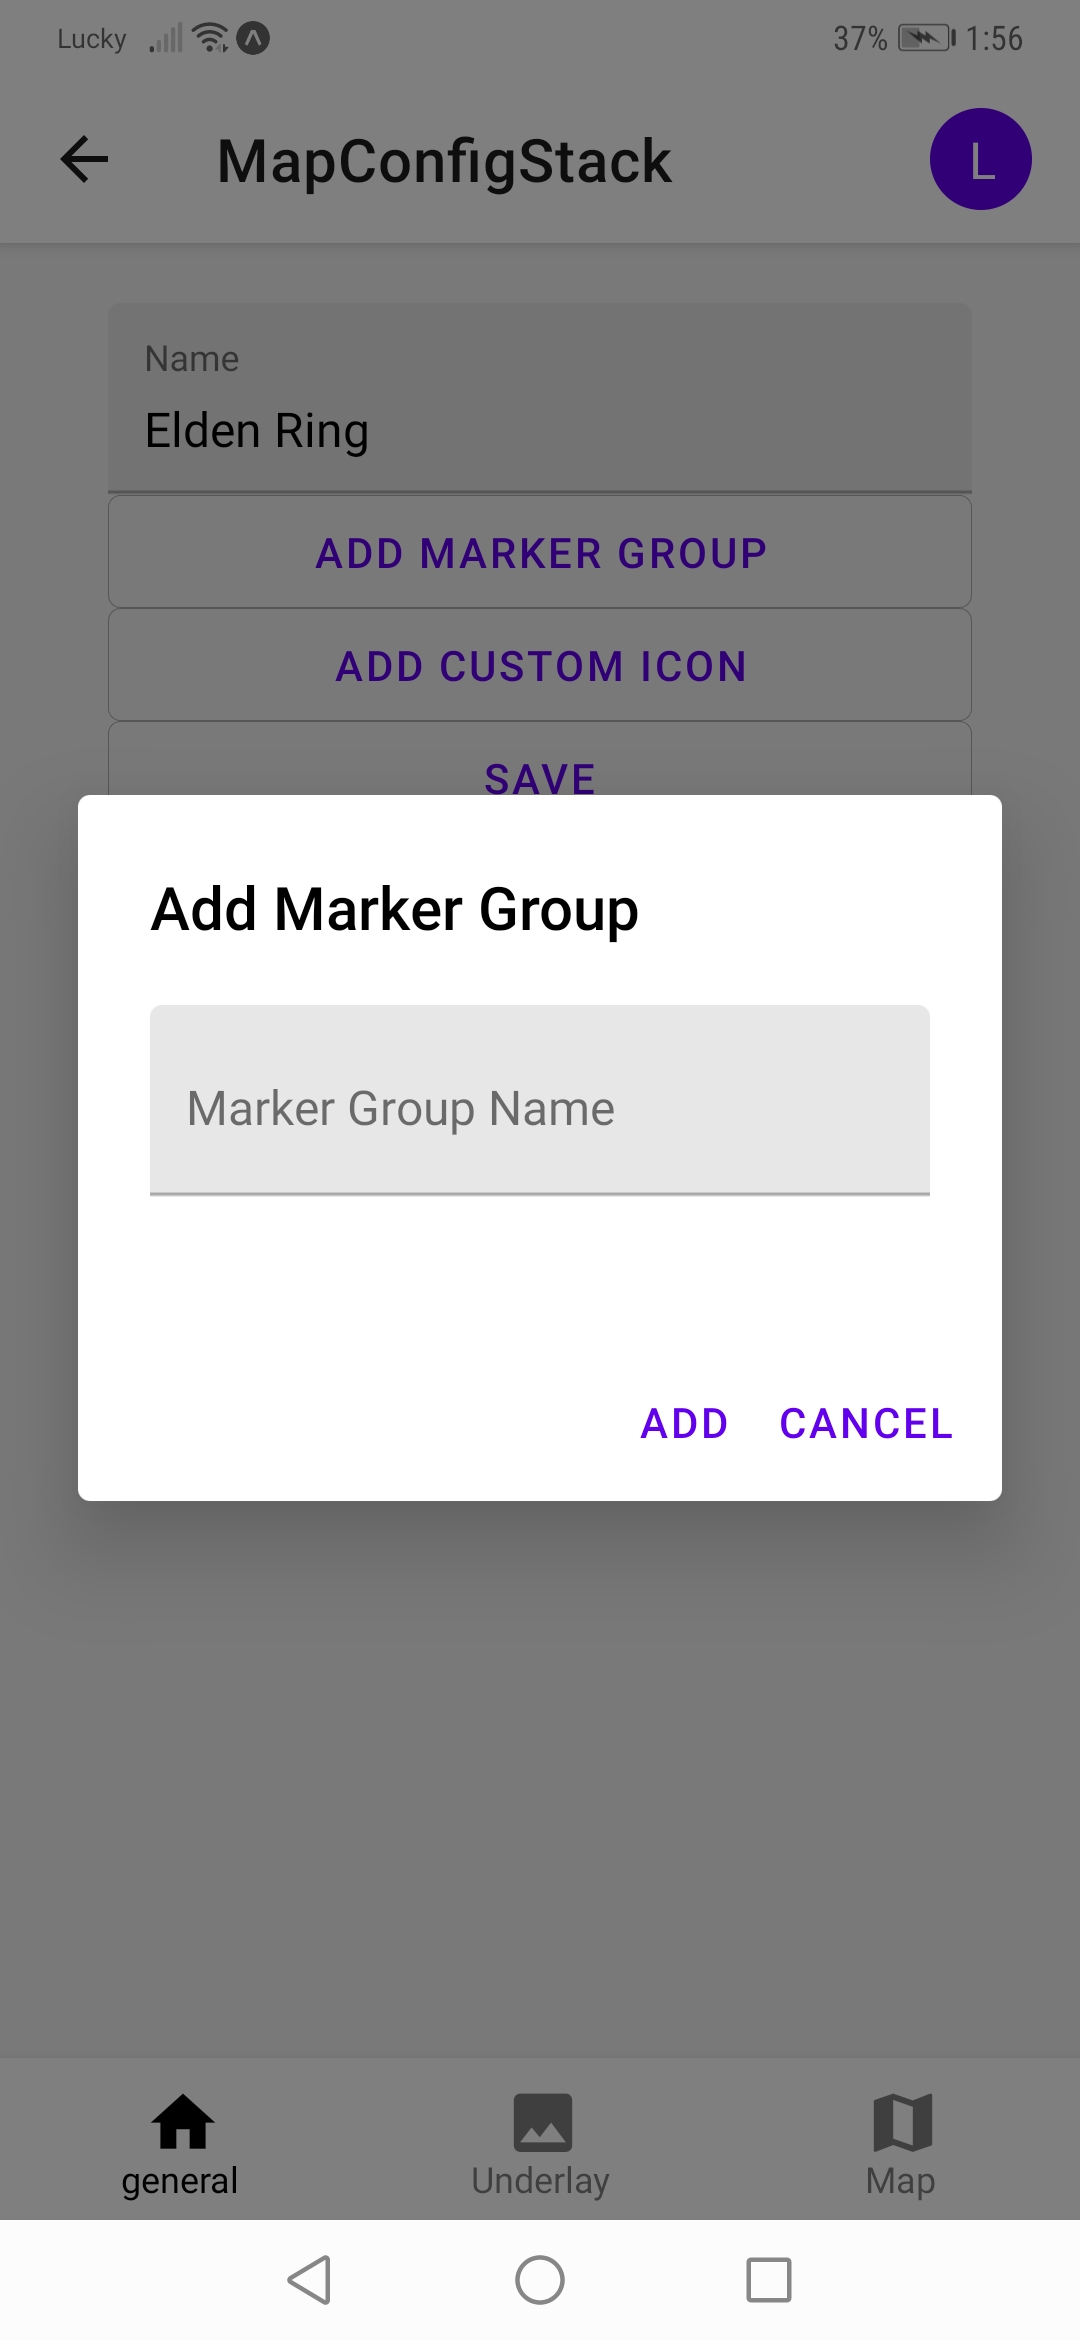 Lucky 37% 1:56
MapConfigStack L
Name
Elden Ring
ADD MARKER GROUP
ADD CUSTOM ICON
SAVE
Add Marker Group
Marker Group Name
ADD CANCEL
general Underlay Map